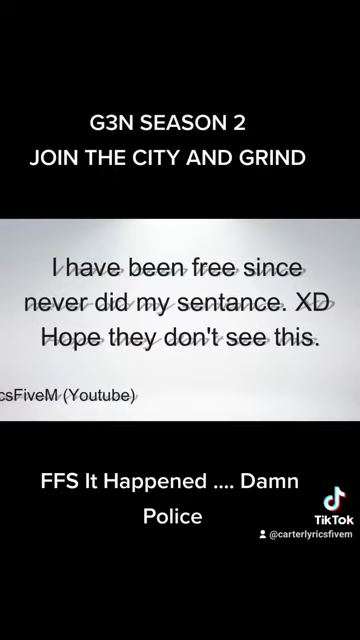 G3N SEASON 2
JOIN THE CITY AND GRIND
I have been free since
never did my sentance. XD
Hope they don't see this.
csFiveM (Youtube)
FFS It Happened .... Damn
Police
TikTok
@carterlyricsfivem